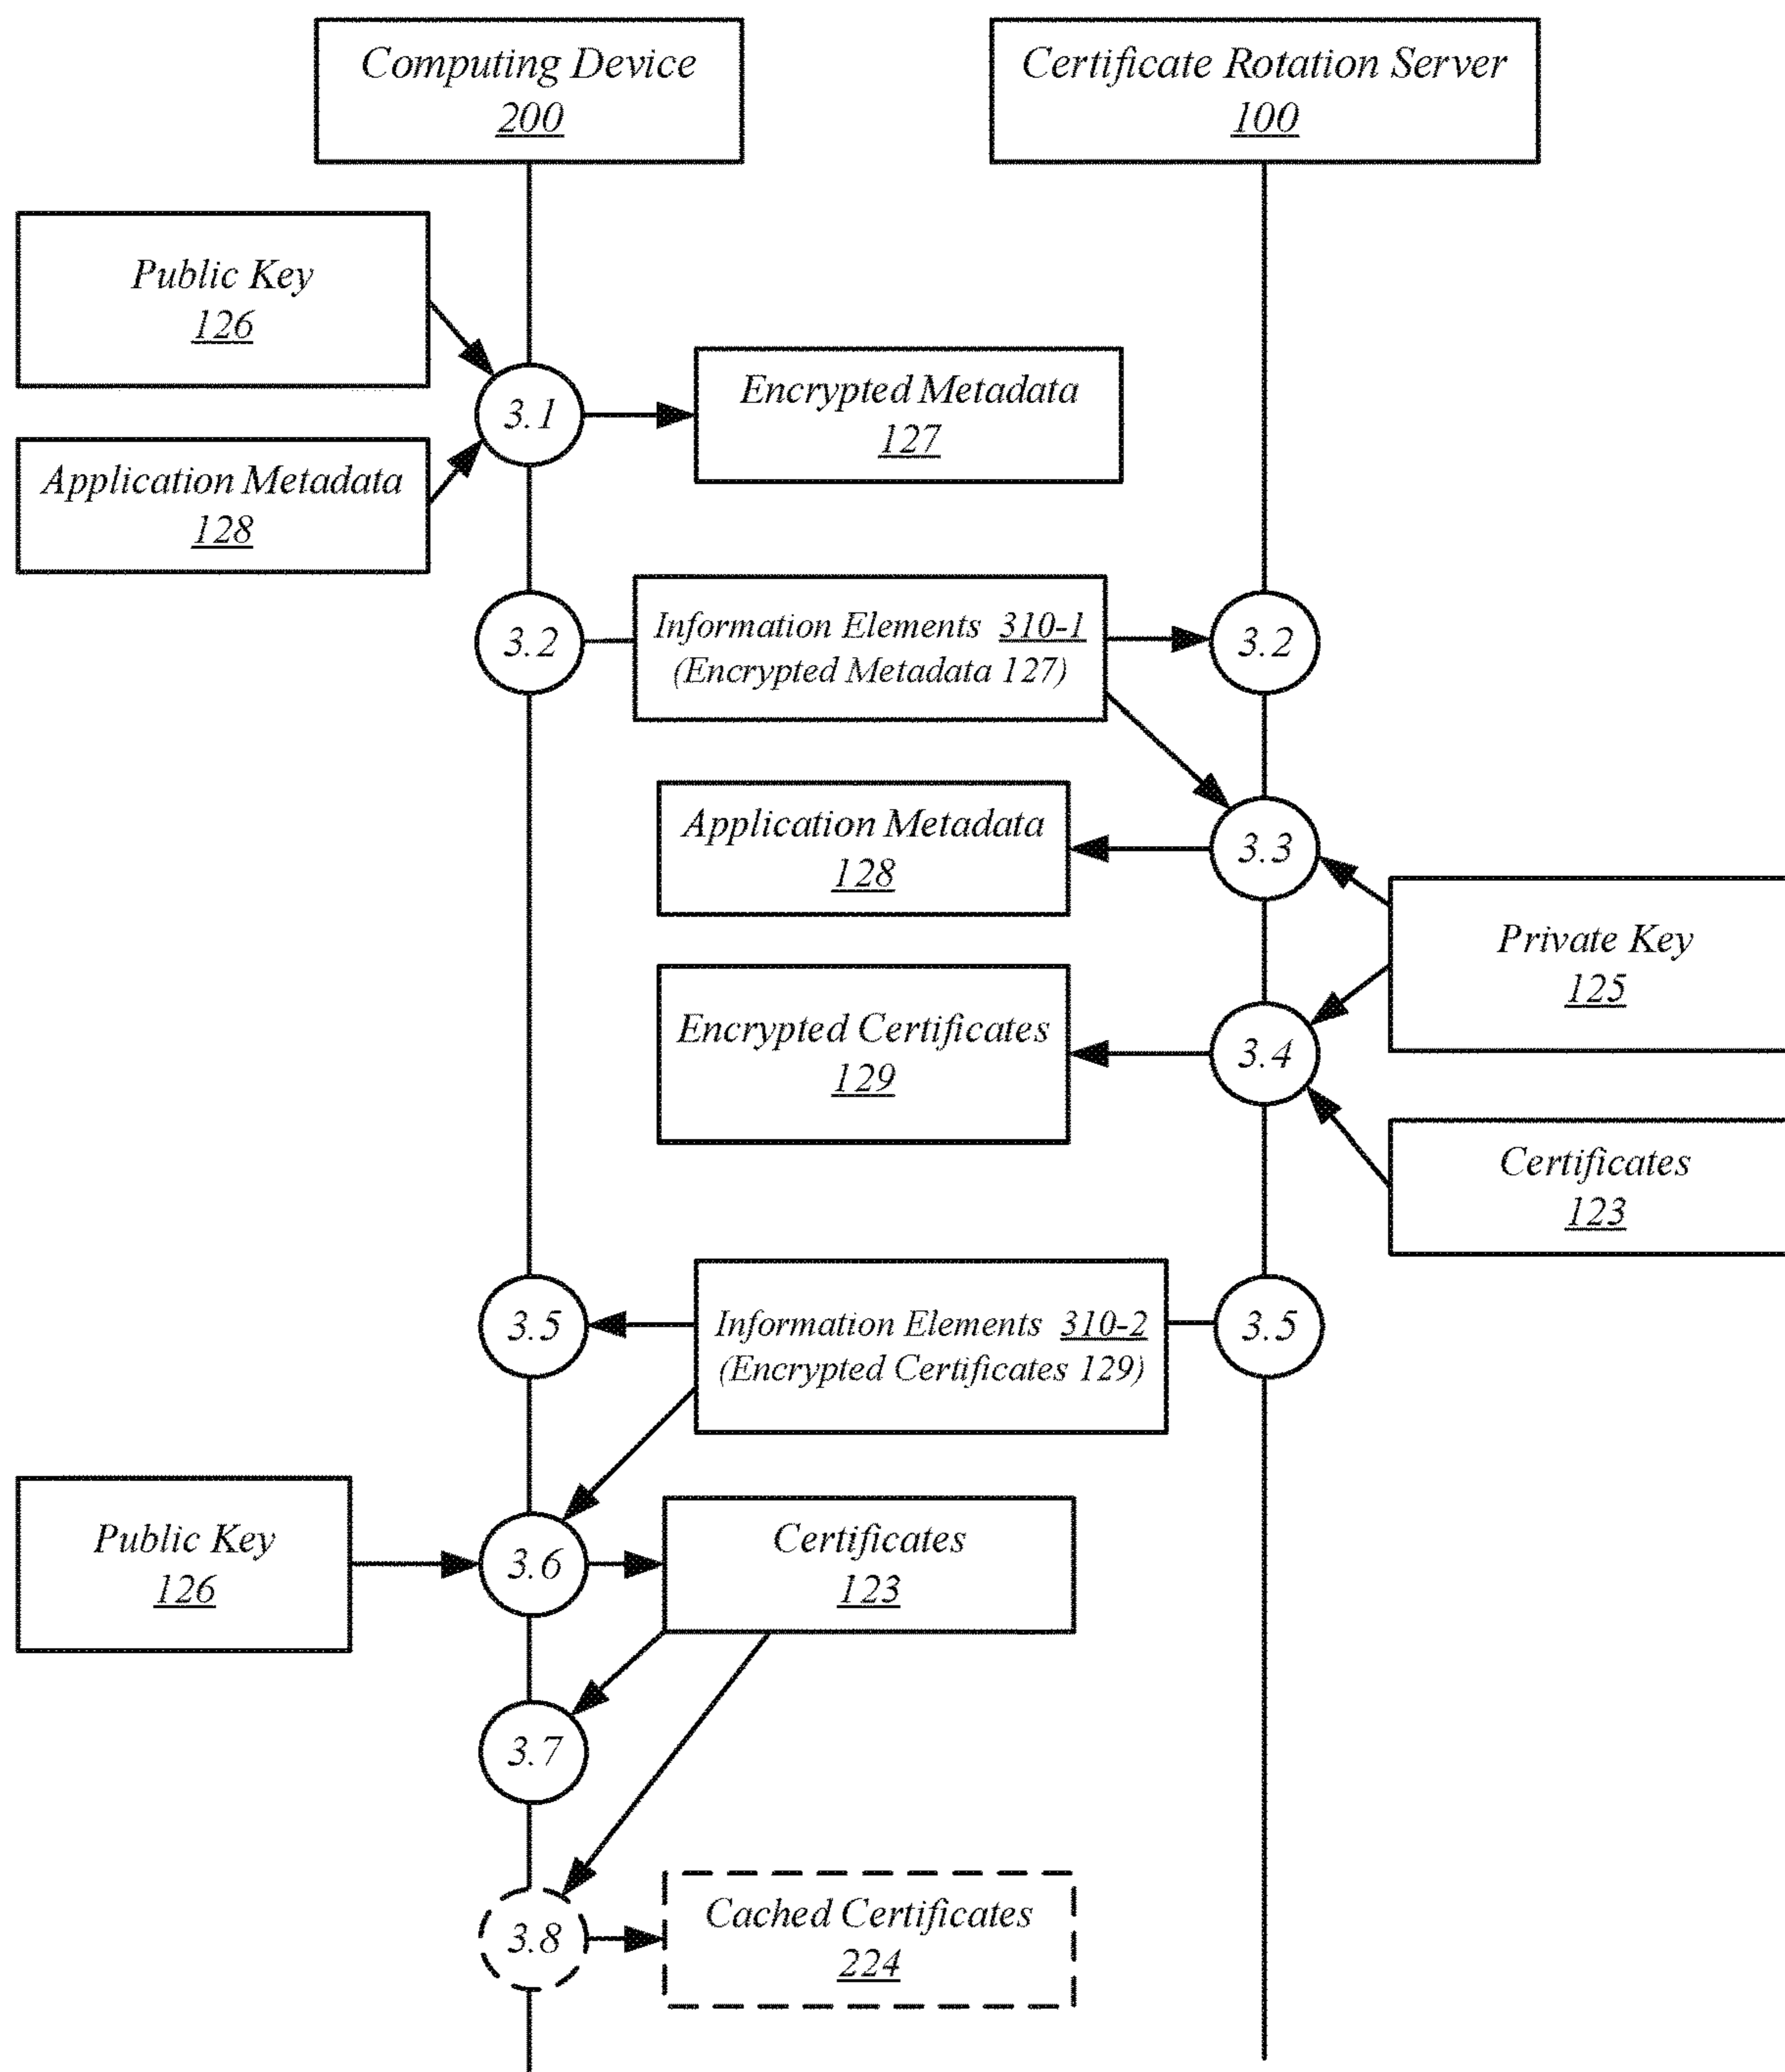 Computing Device
200
Certificate Rotation Server
100
Public Key
126
Application Metadata
128
3.1
Encrypted Metadata
127
3.2
Information Elements 310-1
(Encrypted Metadata 127)
3.2
Application Metadata
128
3.3
Private Key
125
Encrypted Certificates
129
3.4
Certificates
123
3.5
Information Elements 310-2
(Encrypted Certificates 129)
3.5
Public Key
126
3.6
Certificates
123
3.7
3.8
Cached Certificates
224